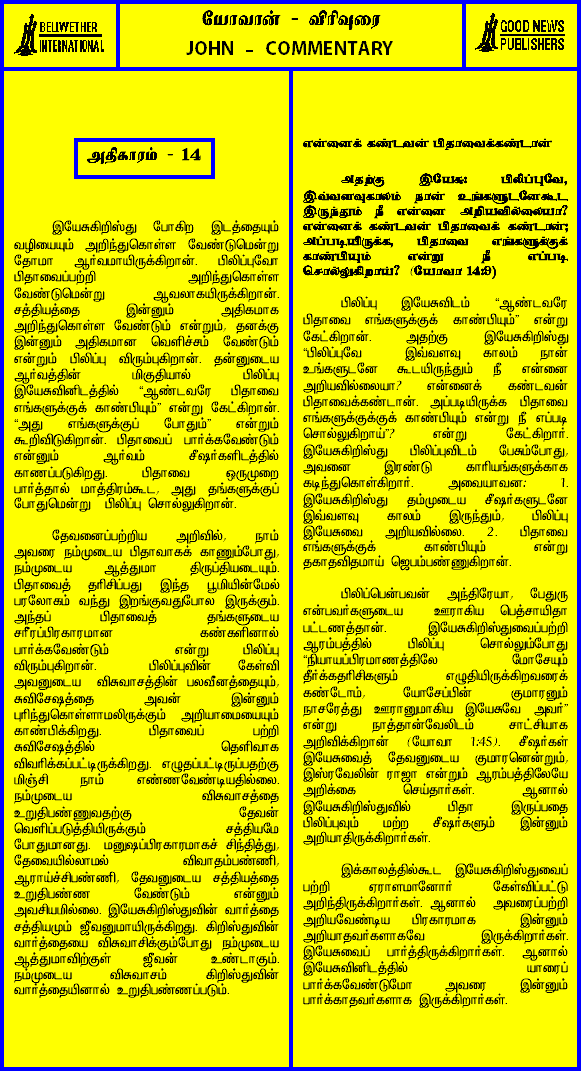 BELIWETHER
INTERNATIONAL
யோவான் - விரிவுரை
JOHN - COMMENTARY
GOOD NEWS
PUBLISHERS
அதிகாரம் - 14
இயேசுகிறிஸ்து போகிற இடத்தையும்
வழியையும் அறிந்துகொள்ள வேண்டுமென்று
தோமா ஆர்வமாயிருக்கிறான். பிலிப்புவோ
பிதாவைப்பற்றி அறிந்துகொள்ள
வேண்டுமென்று ஆவலாகயிருக்கிறான்.
சத்தியத்தை இன்னும் அதிகமாக
அறிந்துகொள்ள வேண்டும் என்றும், தனக்கு
இன்னும் அதிகமான வெளிச்சம் வேண்டும்
என்றும் பிலிப்பு விரும்புகிறான். தன்னுடைய
ஆர்வத்தின் மிகுதியால் பிலிப்பு
இயேசுவினிடத்தில் “ஆண்டவரே பிதாவை
எங்களுக்குக் காண்பியும்” என்று கேட்கிறான்.
“அது எங்களுக்குப் போதும்” என்றும்
கூறிவிடுகிறான். பிதாவைப் பார்க்கவேண்டும்
என்னும் ஆர்வம் சீஷர்களிடத்தில்
காணப்படுகிறது. பிதாவை ஒருமுறை
பார்த்தால் மாத்திரம்கூட, அது தங்களுக்குப்
போதுமென்று பிலிப்பு சொல்லுகிறான்.
தேவனைப்பற்றிய அறிவில், நாம்
அவரை நம்முடைய பிதாவாகக் காணும்போது,
நம்முடைய ஆத்துமா திருப்தியடையும்.
பிதாவைத் தரிசிப்பது இந்த பூமியின்மேல்
பரலோகம் வந்து இறங்குவதுபோல இருக்கும்.
அந்தப் பிதாவைத் தங்களுடைய
சரீரப்பிரகாரமான கண்களினால்
பார்க்கவேண்டும் என்று பிலிப்பு
விரும்புகிறான். பிலிப்புவின் கேள்வி
அவனுடைய விசுவாசத்தின் பலவீனத்தையும்,
சுவிசேஷத்தை அவன் இன்னும்
புரிந்துகொள்ளாமலிருக்கும் அறியாமையையும்
காண்பிக்கிறது. பிதாவைப் பற்றி
சுவிசேஷத்தில் தெளிவாக
விவரிக்கப்பட்டிருக்கிறது. எழுதப்பட்டிருப்பதற்கு
மிஞ்சி நாம் எண்ணவேண்டியதில்லை.
நம்முடைய விசுவாசத்தை
உறுதிபண்ணுவதற்கு தேவன்
வெளிப்படுத்தியிருக்கும் சத்தியமே
போதுமானது. மனுஷப்பிரகாரமாகச் சிந்தித்து,
தேவையில்லாமல் விவாதம்பண்ணி,
ஆராய்ச்சிபண்ணி, தேவனுடைய சத்தியத்தை
உறுதிபண்ண வேண்டும் என்னும்
அவசியமில்லை. இயேசுகிறிஸ்துவின் வார்த்தை
சத்தியமும் ஜீவனுமாயிருக்கிறது. கிறிஸ்துவின்
வார்த்தையை விசுவாசிக்கும்போது நம்முடைய
ஆத்துமாவிற்குள் ஜீவன் உண்டாகும்.
நம்முடைய விசுவாசம் கிறிஸ்துவின்
வார்த்தையினால் உறுதிபண்ணப்படும்.
என்னைக் கண்டவன் பிதாவைக்கண்டான்
அதற்கு இயேசு: பிலிப்புவே,
இவ்வளவுகாலம் நான் உங்களுடனேகூட
இருந்தும் நீ என்னை அறியவில்லையா?
என்னைக் கண்டவன் பிதாவைக் கண்டான்;
அப்படியிருக்க, பிதாவை எங்களுக்குக்
காண்பியும் என்று நீ எப்படி
சொல்லுகிறாய்? (யோவா 14:9)
பிலிப்பு இயேசுவிடம் “ஆண்டவரே
பிதாவை எங்களுக்குக் காண்பியும்” என்று
கேட்கிறான். அதற்கு இயேசுகிறிஸ்து
“பிலிப்புவே இவ்வளவு காலம் நான்
உங்களுடனே கூடயிருந்தும் நீ என்னை
அறியவில்லையா? என்னைக் கண்டவன்
பிதாவைக்கண்டான். அப்படியிருக்க பிதாவை
எங்களுக்குக்குக் காண்பியும் என்று நீ எப்படி
சொல்லுகிறாய்”? என்று கேட்கிறார்.
இயேசுகிறிஸ்து பிலிப்புவிடம் பேசும்போது,
அவனை இரண்டு காரியங்களுக்காக
கடிந்துகொள்கிறார். அவையாவன: 1.
இயேசுகிறிஸ்து தம்முடைய சீஷர்களுடனே
இவ்வளவு காலம் இருந்தும், பிலிப்பு
இயேசுவை அறியவில்லை. 2. பிதாவை
எங்களுக்குக் காண்பியும் என்று
தகாதவிதமாய் ஜெபம்பண்ணுகிறான்.
பிலிப்பென்பவன் அந்திரேயா, பேதுரு
என்பவர்களுடைய ஊராகிய பெத்சாயிதா
பட்டணத்தான். இயேசுகிறிஸ்துவைப்பற்றி
ஆரம்பத்தில் பிலிப்பு சொல்லும்போது
“நியாயப்பிரமாணத்திலே மோசேயும்
தீர்க்கதரிசிகளும் எழுதியிருக்கிறவரைக்
கண்டோம், யோசேப்பின் குமாரனும்
நாசரேத்து ஊரானுமாகிய இயேசுவே அவர்”
என்று நாத்தான்வேலிடம் சாட்சியாக
அறிவிக்கிறான் (யோவா 1:45). சீஷர்கள்
இயேசுவைத் தேவனுடைய குமாரனென்றும்,
இஸ்ரவேலின் ராஜா என்றும் ஆரம்பத்திலேயே
அறிக்கை செய்தார்கள். ஆனால்
இயேசுகிறிஸ்துவில் பிதா இருப்பதை
பிலிப்புவும் மற்ற சீஷர்களும் இன்னும்
அறியாதிருக்கிறார்கள்.
இக்காலத்தில்கூட இயேசுகிறிஸ்துவைப்
பற்றி ஏராளமானோர் கேள்விப்பட்டு
அறிந்திருக்கிறார்கள். ஆனால் அவரைப்பற்றி
அறியவேண்டிய பிரகாரமாக இன்னும்
அறியாதவர்களாகவே இருக்கிறார்கள்.
இயேசுவைப் பார்த்திருக்கிறார்கள். ஆனால்
இயேசுவினிடத்தில் யாரைப்
பார்க்கவேண்டுமோ அவரை இன்னும்
பார்க்காதவர்களாக இருக்கிறார்கள்.